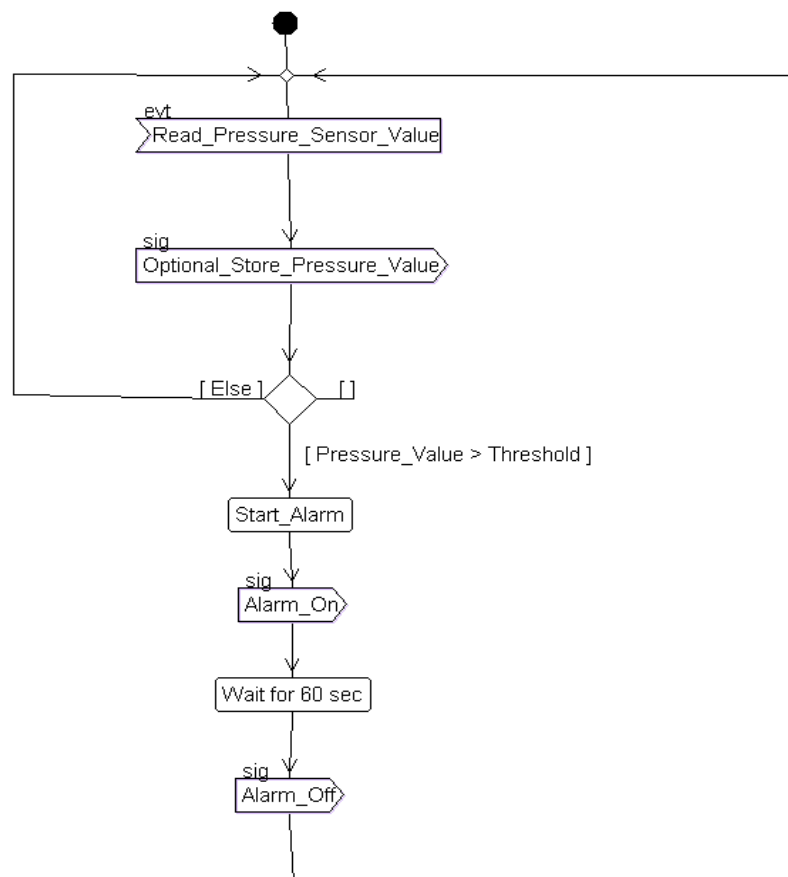 evt
Read_Pressure_Sensor_Value
sig
Optional_Store_Pressure_Value
[ Else ]
[ ]
[ Pressure_Value > Threshold ]
Start_Alarm
sig
Alarm_On
Wait for 60 sec
sig
Alarm_Off